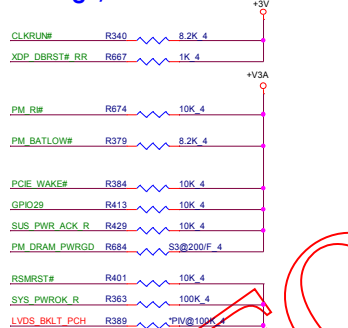 +3V
CLKRUN# R340 8.2K_4
XDP_DBRST#_RR R667 1K_4
+V3A
PM_RI# R674 10K_4
PM_BATLOW# R379 8.2K_4
PCIE_WAKE# R384 10K_4
GPIO29 R413 10K_4
SUS_PWR_ACK_R R429 10K_4
PM_DRAM_PWRGD R684 S3@200/F_4
RSMRST# R401 10K_4
SYS_PWROK_R R363 100K_4
LVDS_BKLT_PCH R389 *PIV@100K_4